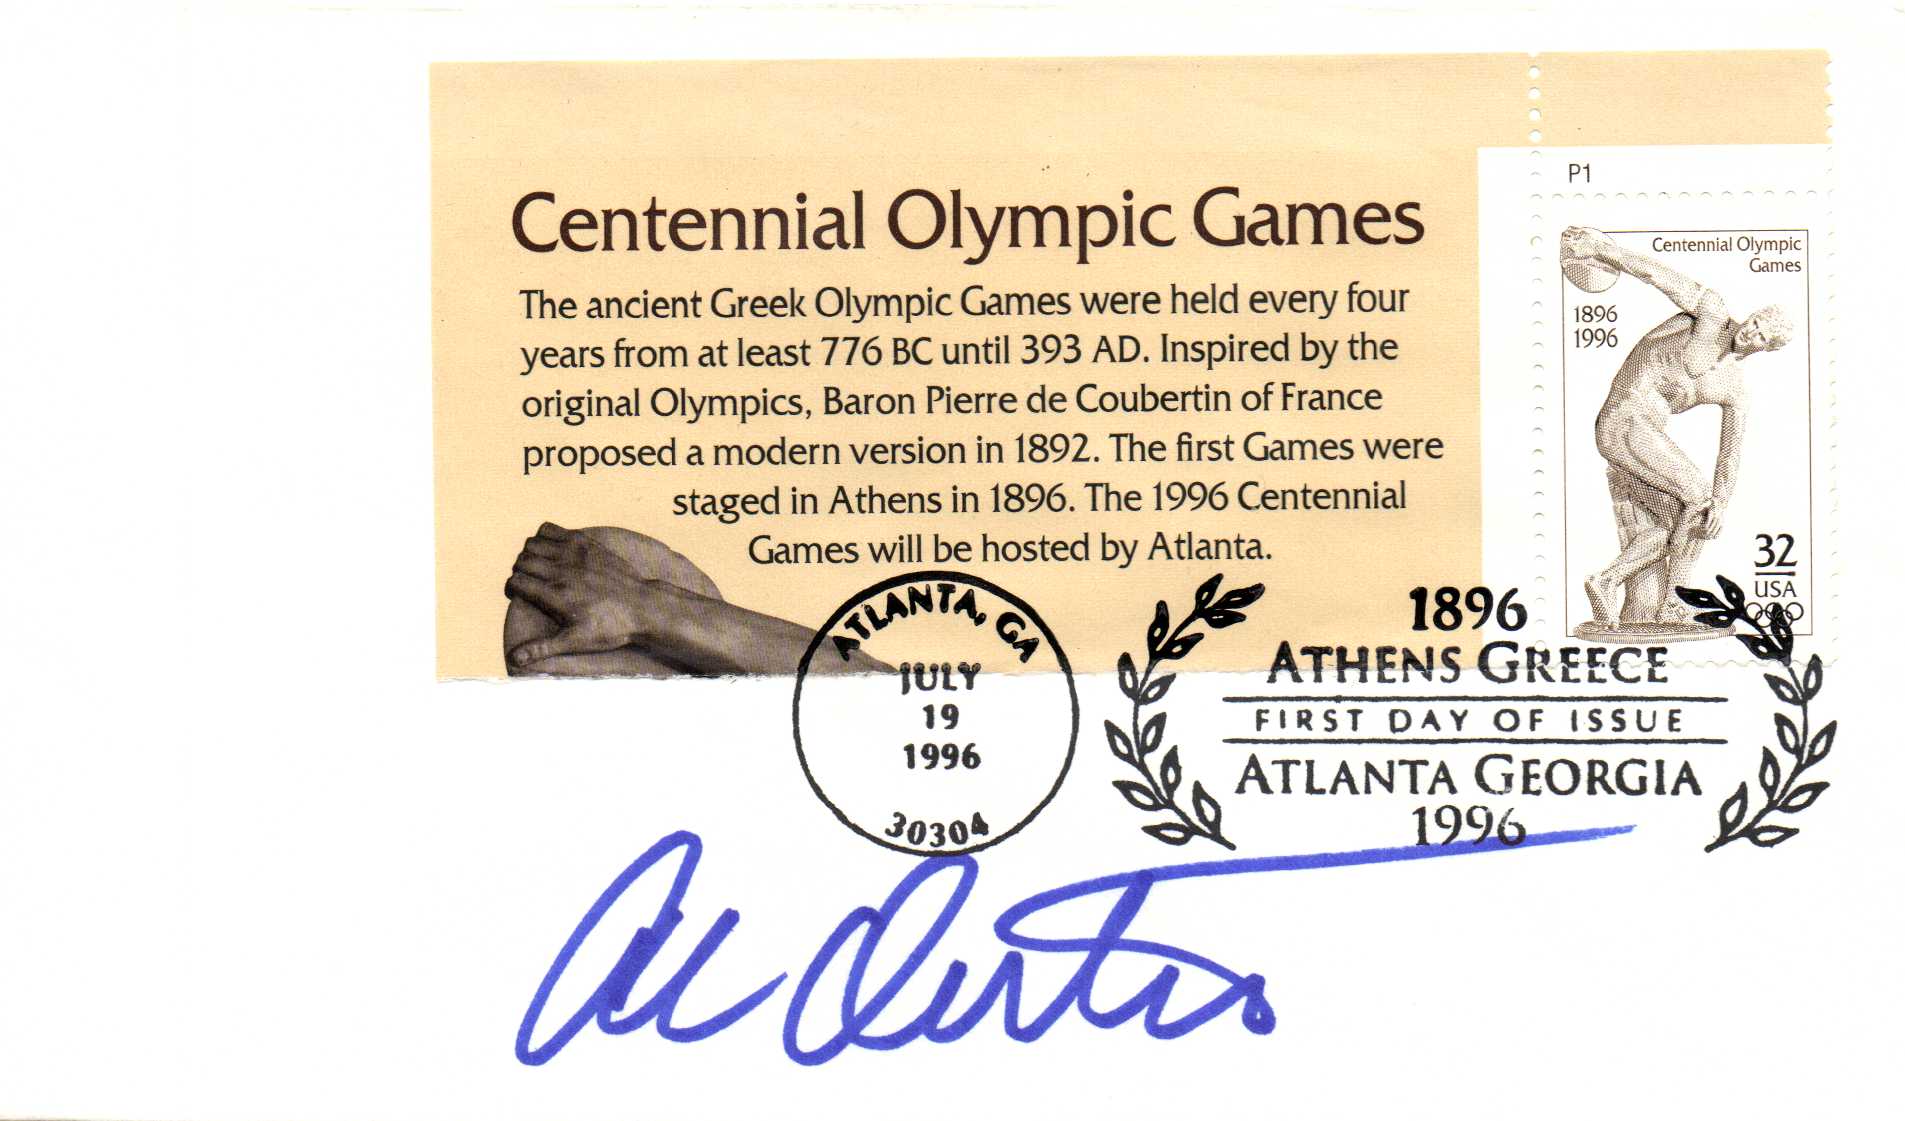 Centennial Olympic Games
The ancient Greek Olympic Games were held every four
years from at least 776 BC until 393 AD. Inspired by the
original Olympics, Baron Pierre de Coubertin of France
proposed a modern version in 1892. The first Games were
staged in Athens in 1896. The 1996 Centennial
Games will be hosted by Atlanta.
P1
Centennial Olympic
Games
1896
1996
32
USA
ATLANTA, GA
JULY
19
1996
30304
1896
ATHENS GREECE
FIRST DAY OF ISSUE
ATLANTA GEORGIA
1996
Al Oerter